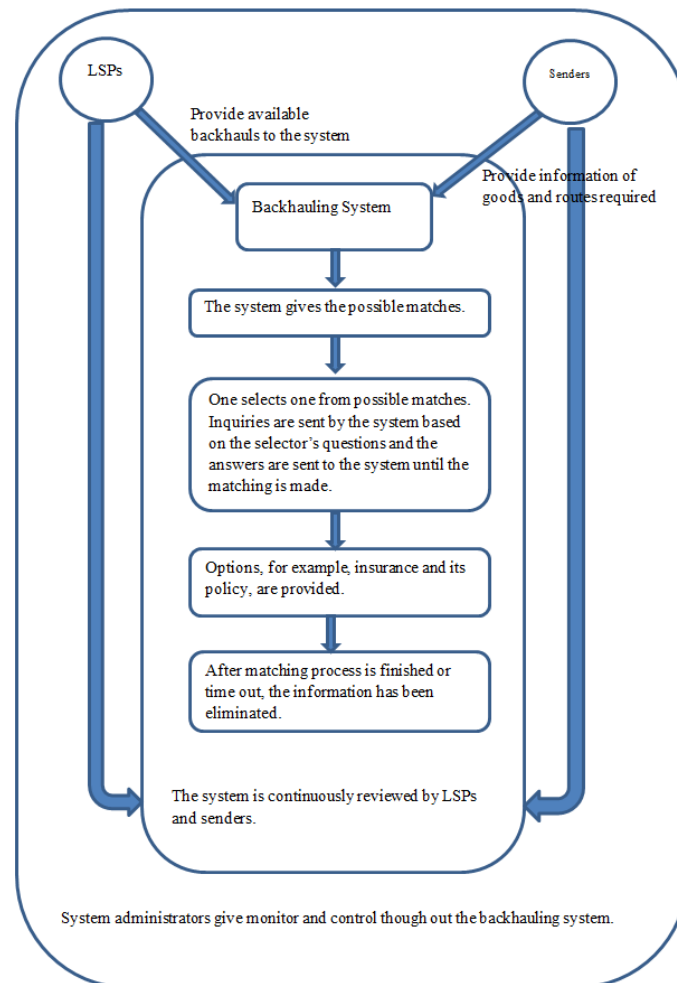 LSPs
Senders
Provide available
backhauls to the system
Provide information of
goods and routes required
Backhauling System
The system gives the possible matches.
One selects one from possible matches.
Inquiries are sent by the system based
on the selector’s questions and the
answers are sent to the system until the
matching is made.
Options, for example, insurance and its
policy, are provided.
After matching process is finished or
time out, the information has been
eliminated.
The system is continuously reviewed by LSPs
and senders.
System administrators give monitor and control though out the backhauling system.